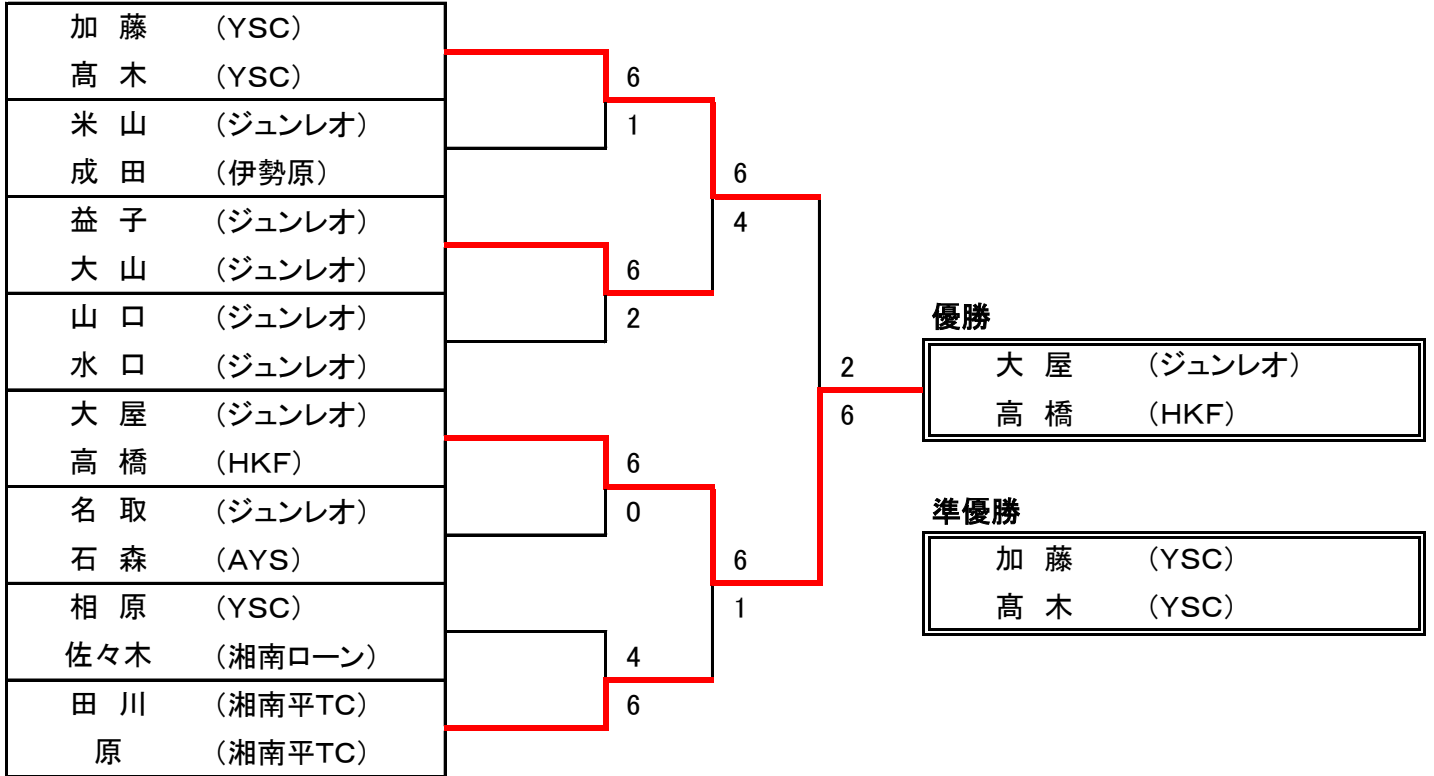 加 藤 （YSC）
髙 木 （YSC）
6
米 山 （ジュンレオ）
1
成 田 （伊勢原）
6
益 子 （ジュンレオ）
4
大 山 （ジュンレオ）
6
山 口 （ジュンレオ）
2
優勝
水 口 （ジュンレオ）
2
大 屋 （ジュンレオ）
大 屋 （ジュンレオ）
6
高 橋 （HKF）
高 橋 （HKF）
6
名 取 （ジュンレオ）
0
準優勝
石 森 （AYS）
6
加 藤 （YSC）
相 原 （YSC）
1
髙 木 （YSC）
佐々木 （湘南ローン）
4
田 川 （湘南平TC）
6
原 （湘南平TC）